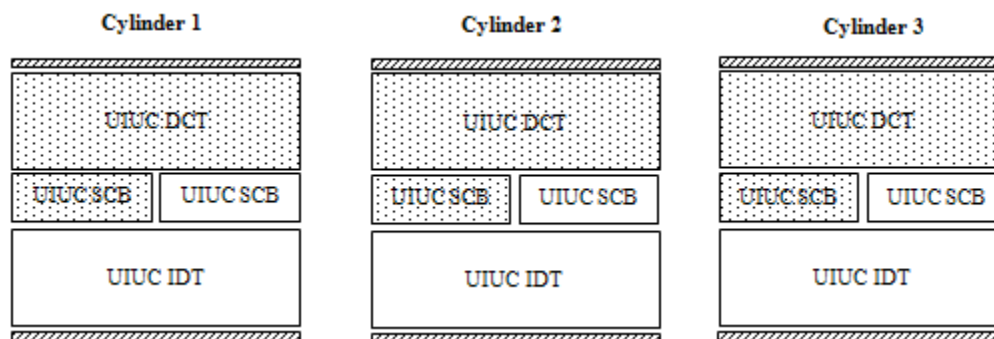 Cylinder 1 Cylinder 2 Cylinder 3
UIUC DCT UIUC DCT UIUC DCT
UIUC SCB UIUC SCB UIUC SCB UIUC SCB UIUC SCB UIUC SCB
UIUC IDT UIUC IDT UIUC IDT